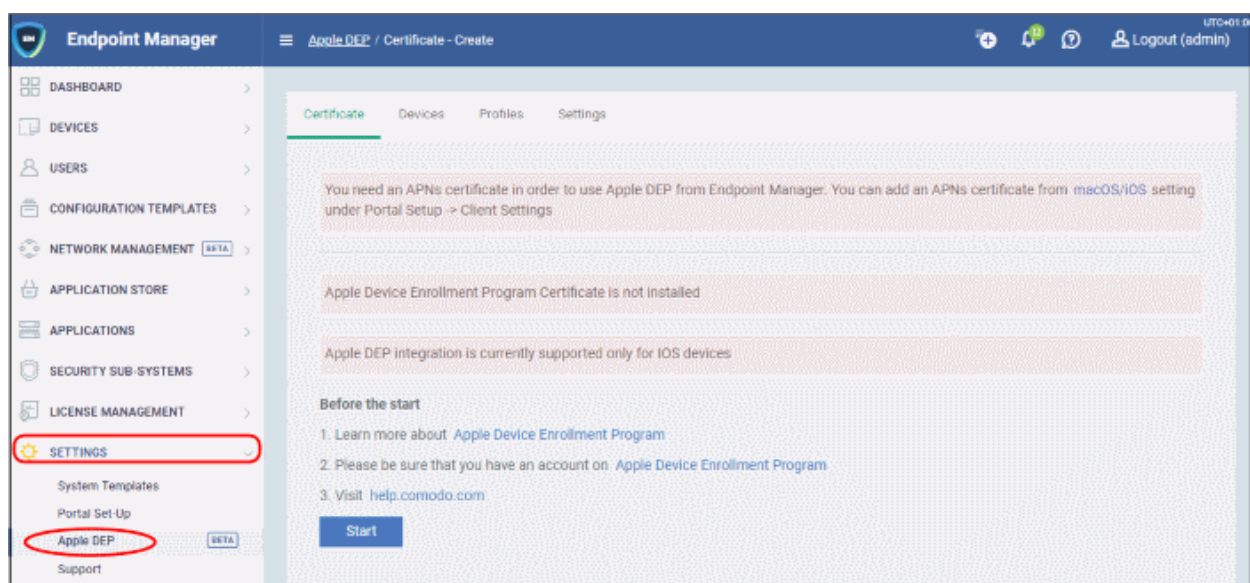 UTC+01:0
Endpoint Manager
Apple DEP / Certificate - Create
Logout (admin)
DASHBOARD
DEVICES
USERS
CONFIGURATION TEMPLATES
NETWORK MANAGEMENT BETA
APPLICATION STORE
APPLICATIONS
SECURITY SUB-SYSTEMS
LICENSE MANAGEMENT
SETTINGS
System Templates
Portal Set-Up
Apple DEP BETA
Support
Certificate Devices Profiles Settings
You need an APNs certificate in order to use Apple DEP from Endpoint Manager. You can add an APNs certificate from macOS/iOS setting
under Portal Setup -> Client Settings
Apple Device Enrollment Program Certificate is not installed
Apple DEP integration is currently supported only for IOS devices
Before the start
1. Learn more about Apple Device Enrollment Program
2. Please be sure that you have an account on Apple Device Enrollment Program
3. Visit help.comodo.com
Start